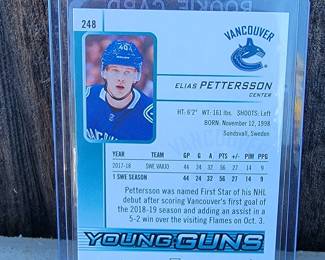 ROOKIE CARD
248
VANCOUVER
40
ELIAS PETTERSSON
CENTER
HT: 6'2" WT: 161 lbs. SHOOTS: Left
BORN: November 12, 1998
Sundsvall, Sweden
YEAR TEAM GP G A PTS +/- PIM PPG
2017-18 SWE VAXJO 44 24 32 56 27 14 9
1 SWE SEASON 44 24 32 56 27 14 9
Pettersson was named First Star of his NHL
debut after scoring Vancouver's first goal of
the 2018-19 season and adding an assist in a
5-2 win over the visiting Flames on Oct. 3.
YOUNG GUNS